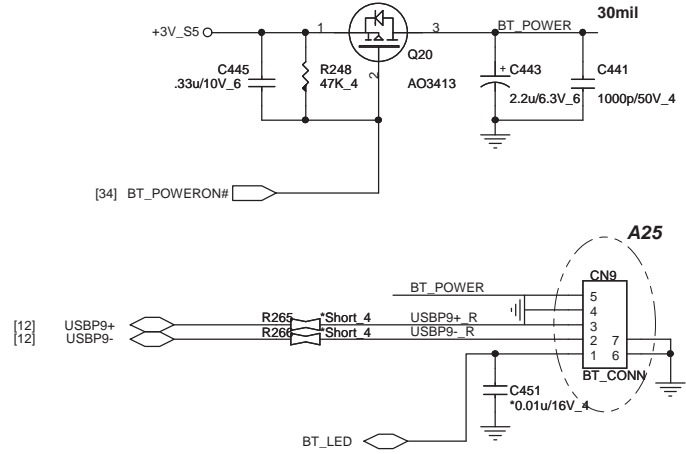 30mil
+3V_S5 1 3 BT_POWER
Q20
C445 R248 2 C443 C441
.33u/10V_6 47K_4 AO3413 +
2.2u/6.3V_6 1000p/50V_4
[34] BT_POWERON#
A25
CN9
BT_POWER 5
4
[12] USBP9+ R265 *Short_4 USBP9+_R 3
[12] USBP9- R266 *Short_4 USBP9-_R 2 7
1 6
BT_CONN
C451
*0.01u/16V_4
BT_LED